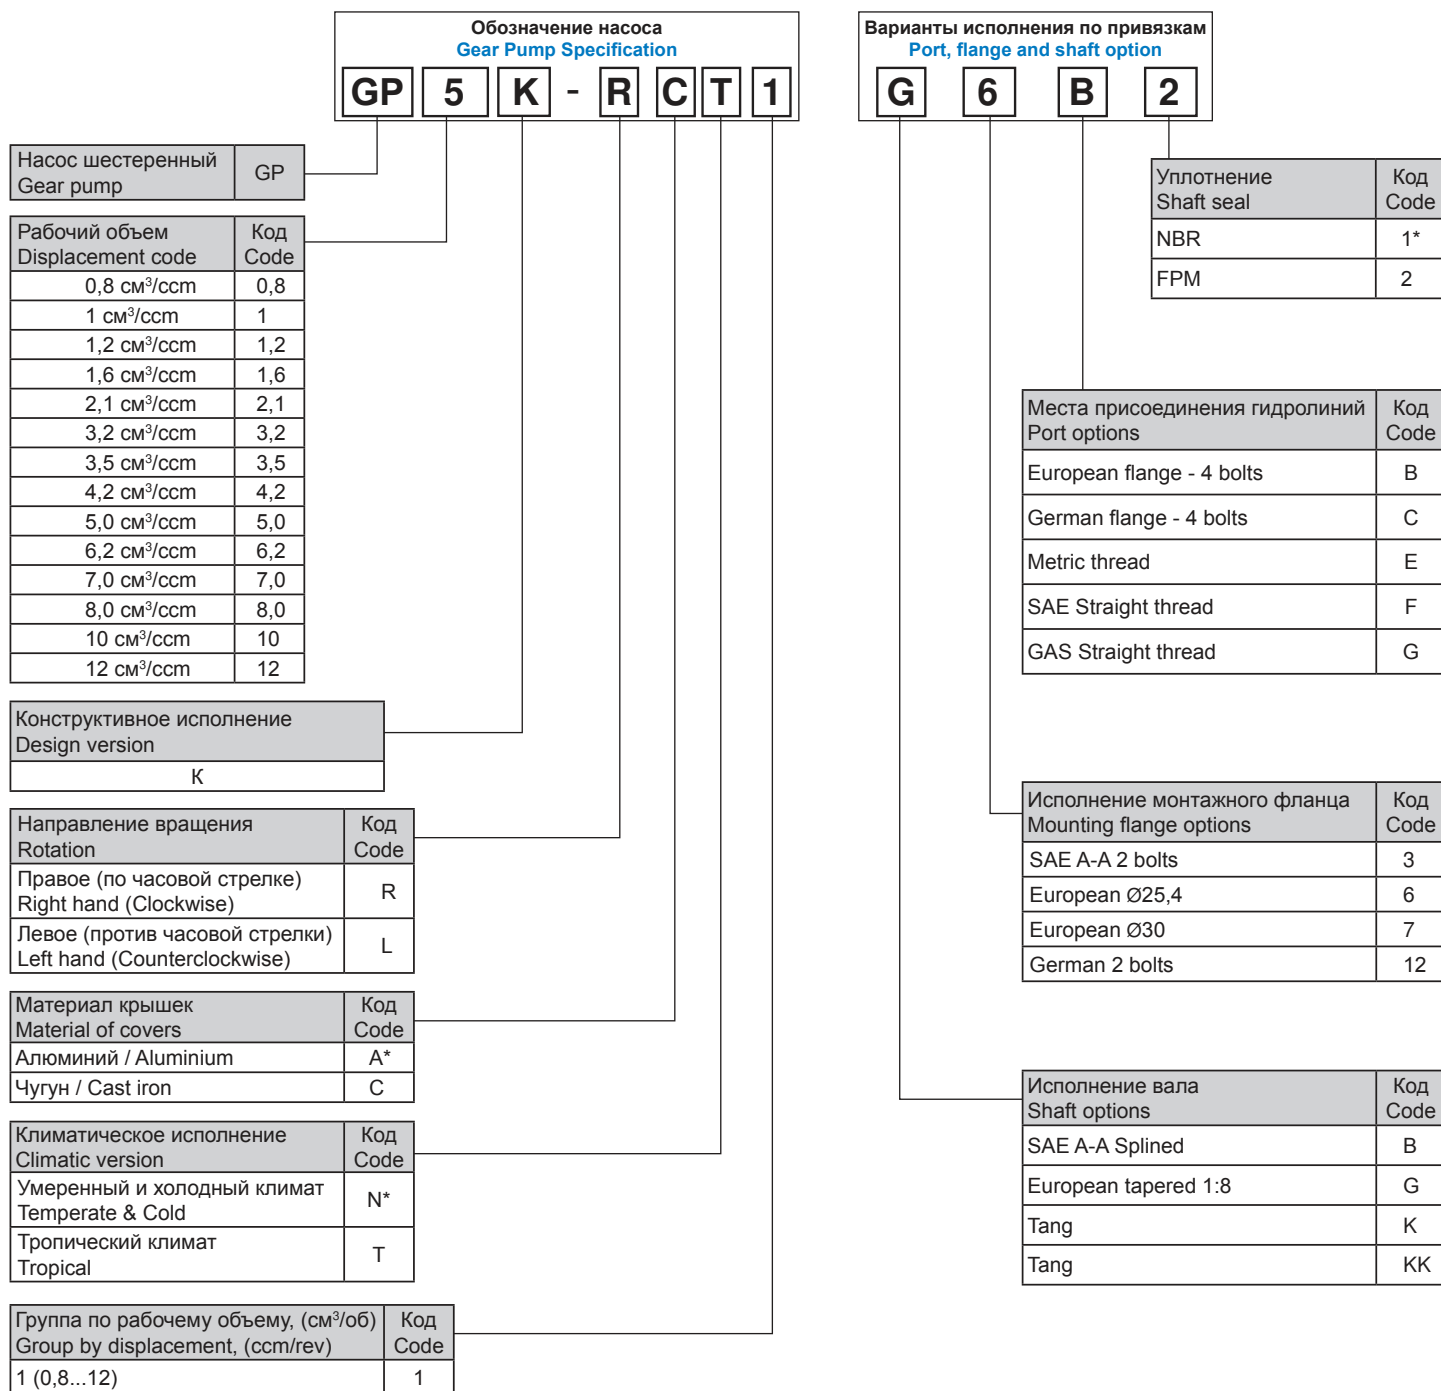 Обозначение насоса
Gear Pump Specification
GP 5 K - R C T 1
Варианты исполнения по привязкам
Port, flange and shaft option
G 6 B 2
Насос шестеренный
Gear pump
GP
Рабочий объем
Displacement code
Код
Code
0,8 см³/ccm 0,8
1 см³/ccm 1
1,2 см³/ccm 1,2
1,6 см³/ccm 1,6
2,1 см³/ccm 2,1
3,2 см³/ccm 3,2
3,5 см³/ccm 3,5
4,2 см³/ccm 4,2
5,0 см³/ccm 5,0
6,2 см³/ccm 6,2
7,0 см³/ccm 7,0
8,0 см³/ccm 8,0
10 см³/ccm 10
12 см³/ccm 12
Конструктивное исполнение
Design version
К
Направление вращения
Rotation
Код
Code
Правое (по часовой стрелке)
Right hand (Clockwise)
R
Левое (против часовой стрелки)
Left hand (Counterclockwise)
L
Материал крышек
Material of covers
Код
Code
Алюминий / Aluminium A*
Чугун / Cast iron C
Климатическое исполнение
Climatic version
Код
Code
Умеренный и холодный климат
Temperate & Cold
N*
Тропический климат
Tropical
T
Группа по рабочему объему, (см³/об)
Group by displacement, (ccm/rev)
Код
Code
1 (0,8...12) 1
Уплотнение
Shaft seal
Код
Code
NBR 1*
FPM 2
Места присоединения гидролиний
Port options
Код
Code
European flange - 4 bolts B
German flange - 4 bolts C
Metric thread E
SAE Straight thread F
GAS Straight thread G
Исполнение монтажного фланца
Mounting flange options
Код
Code
SAE A-A 2 bolts 3
European Ø25,4 6
European Ø30 7
German 2 bolts 12
Исполнение вала
Shaft options
Код
Code
SAE A-A Splined B
European tapered 1:8 G
Tang K
Tang KK